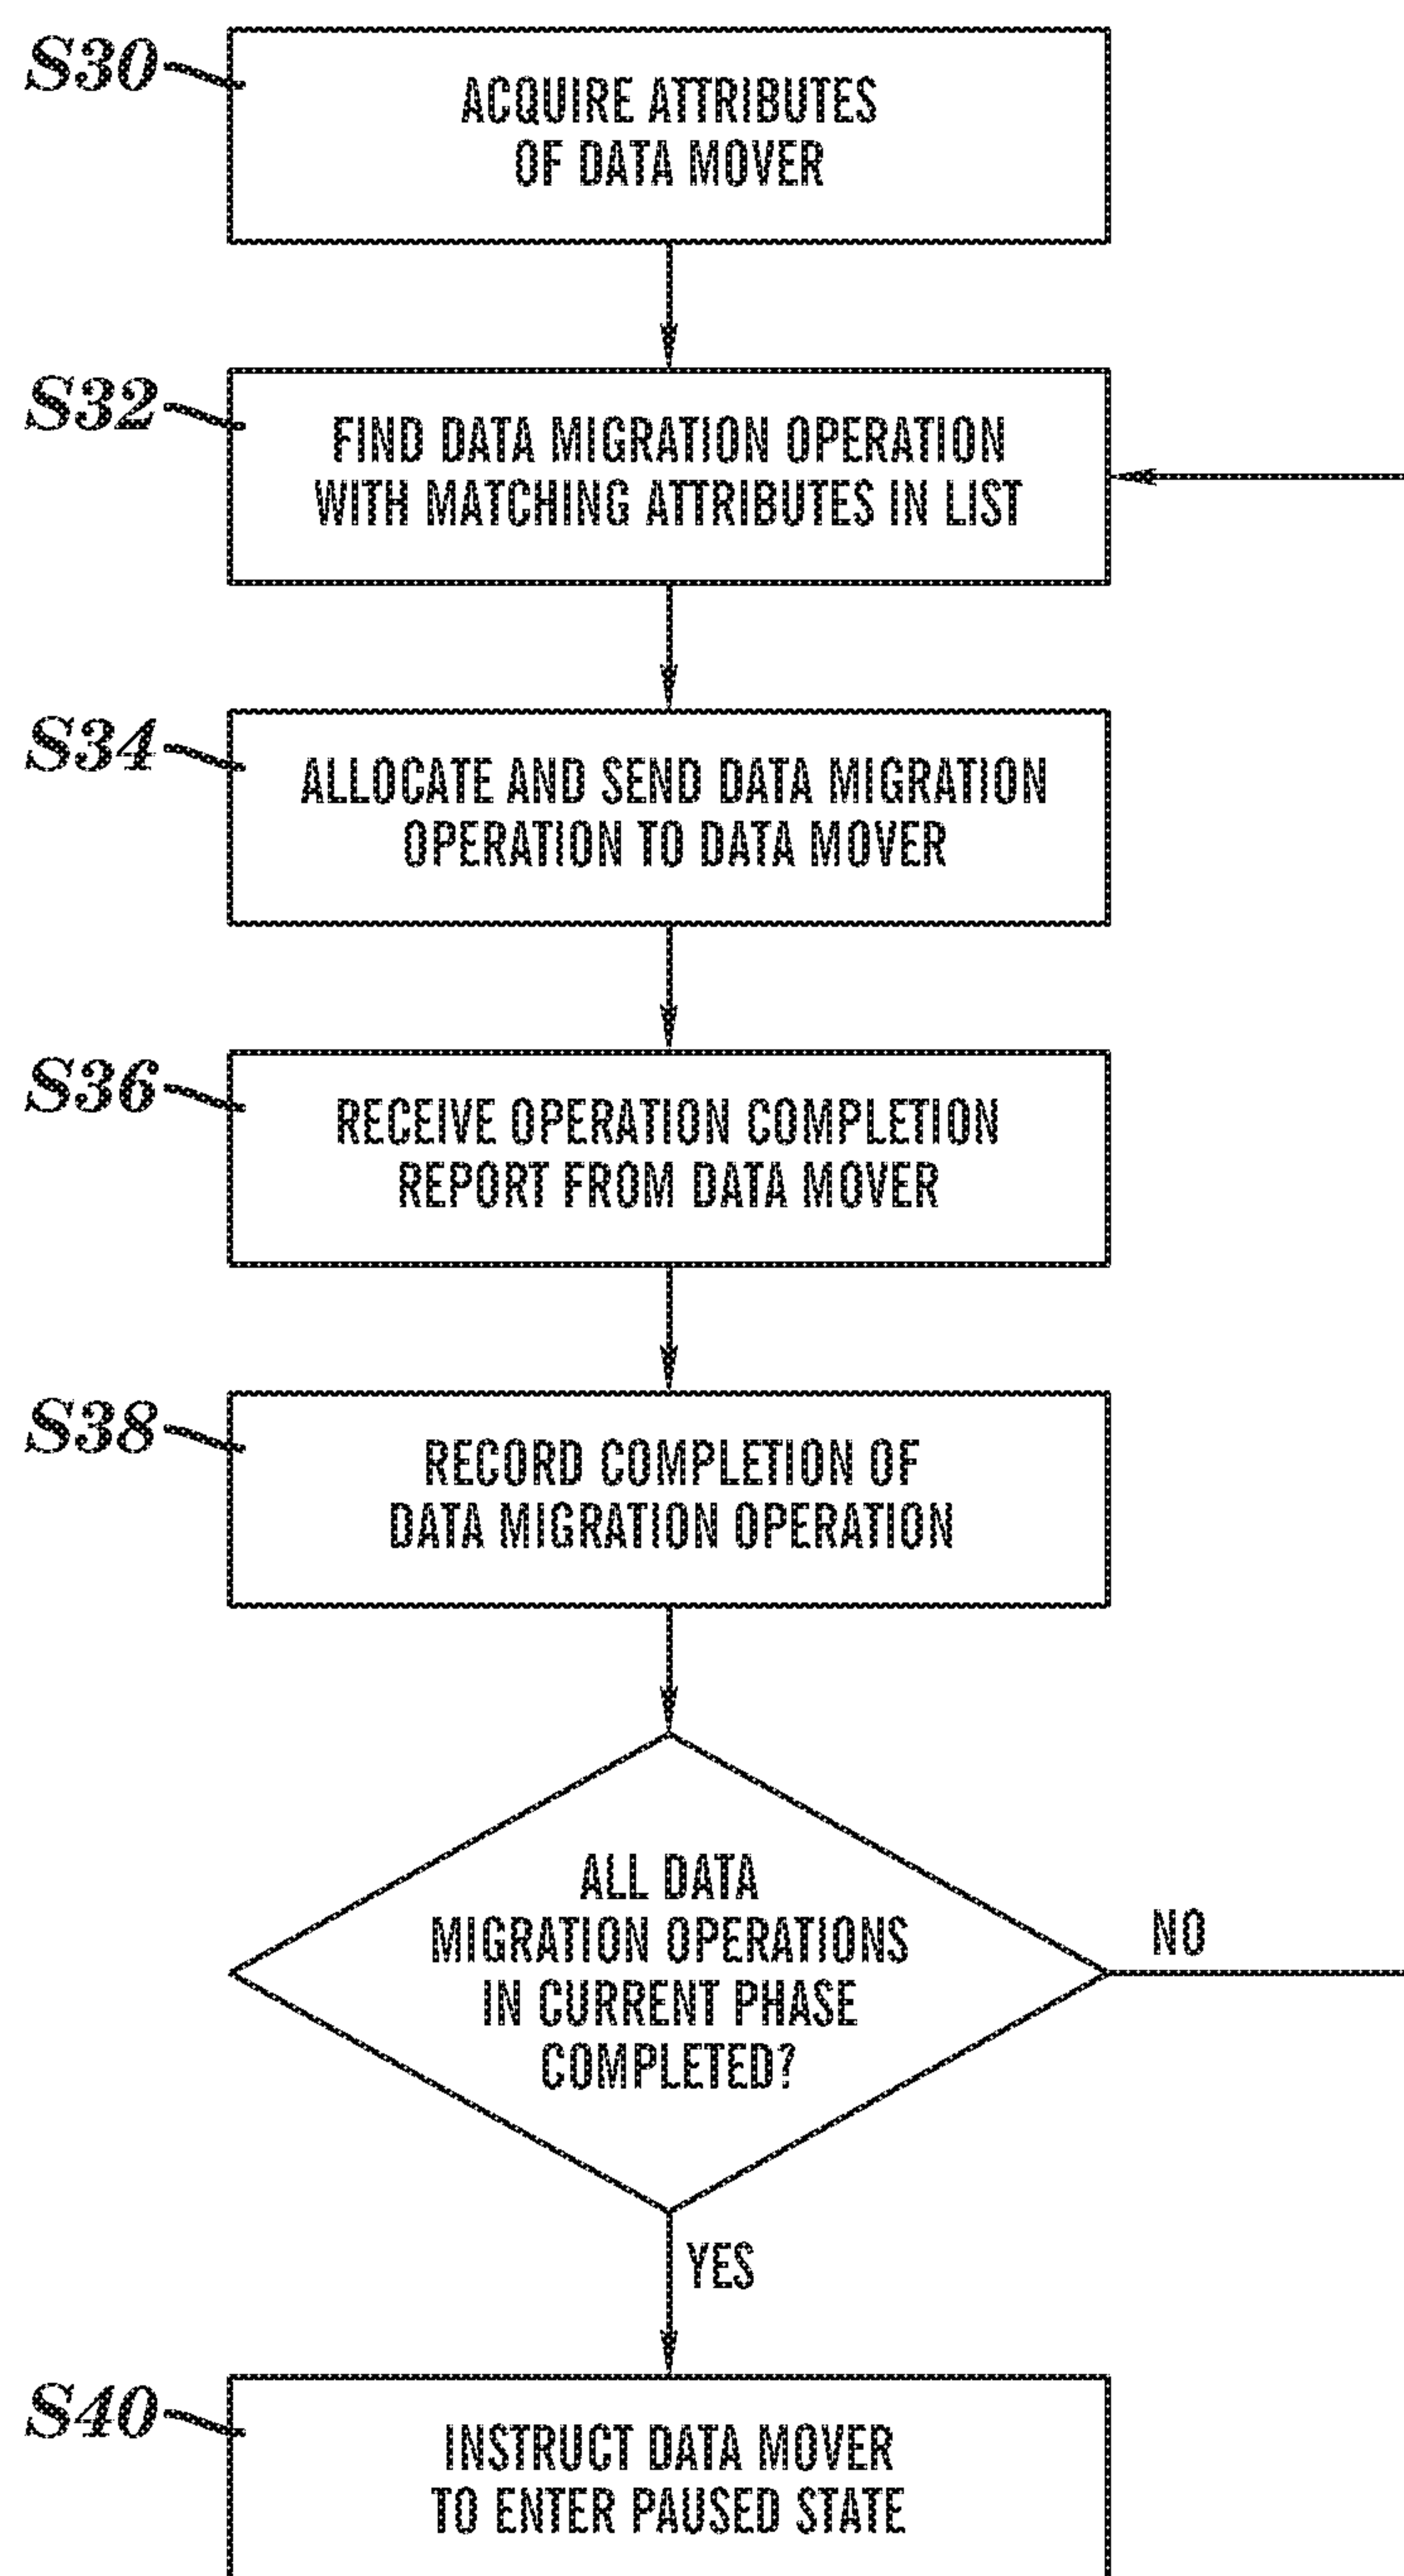 S30
ACQUIRE ATTRIBUTES
OF DATA MOVER
S32
FIND DATA MIGRATION OPERATION
WITH MATCHING ATTRIBUTES IN LIST
S34
ALLOCATE AND SEND DATA MIGRATION
OPERATION TO DATA MOVER
S36
RECEIVE OPERATION COMPLETION
REPORT FROM DATA MOVER
S38
RECORD COMPLETION OF
DATA MIGRATION OPERATION
ALL DATA
MIGRATION OPERATIONS
IN CURRENT PHASE
COMPLETED?
NO
YES
S40
INSTRUCT DATA MOVER
TO ENTER PAUSED STATE